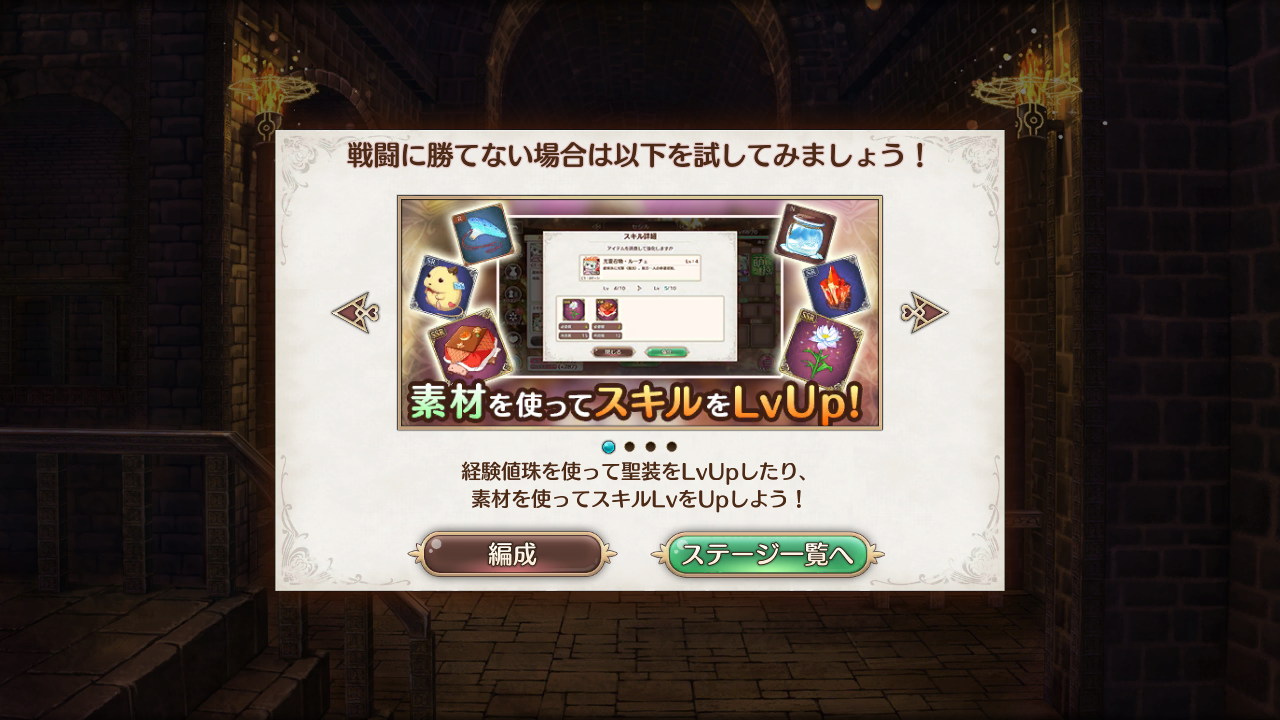 戦闘に勝てない場合は以下を試してみましょう！
R
N
SR
SR
SSR
SSR
スキル詳細
素材を使ってスキルをLvUp!
経験値珠を使って聖装をLvUpしたり、
素材を使ってスキルLvをUpしよう！
編成
ステージ一覧へ